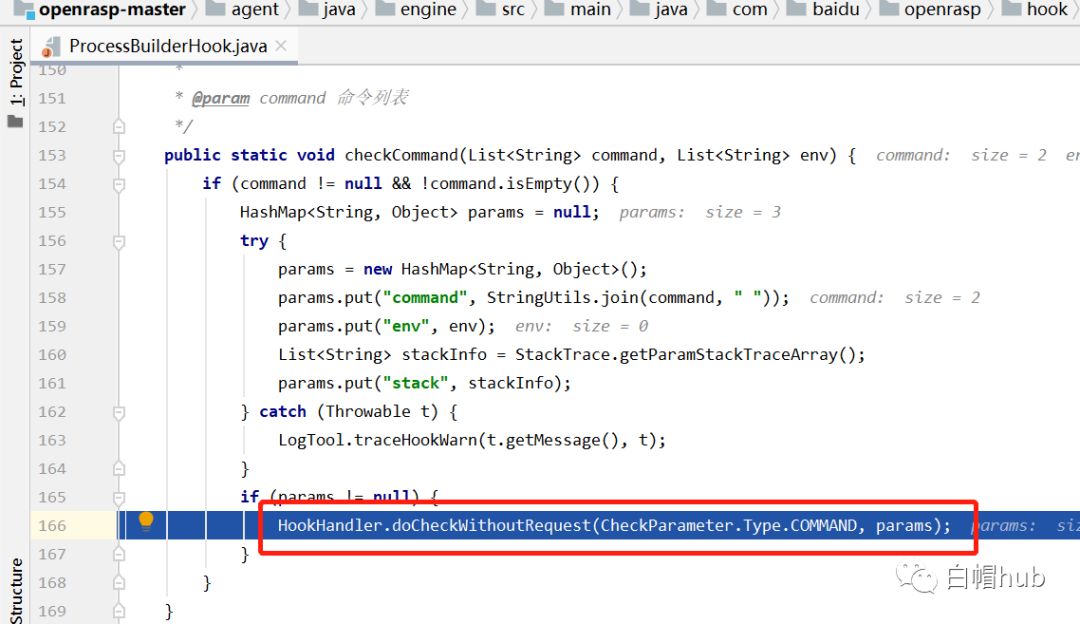 openrasp-master agent java engine src main java com baidu openrasp hook
1: Project
ProcessBuilderHook.java
150 *
151 * @param command 命令列表
152 */
153 public static void checkCommand(List<String> command, List<String> env) { command: size = 2 en
154 if (command != null && !command.isEmpty()) {
155 HashMap<String, Object> params = null; params: size = 3
156 try {
157 params = new HashMap<String, Object>();
158 params.put("command", StringUtils.join(command, " ")); command: size = 2
159 params.put("env", env); env: size = 0
160 List<String> stackInfo = StackTrace.getParamStackTraceArray();
161 params.put("stack", stackInfo);
162 } catch (Throwable t) {
163 LogTool.traceHookWarn(t.getMessage(), t);
164 }
165 if (params != null) {
166 HookHandler.doCheckWithoutRequest(CheckParameter.Type.COMMAND, params); params: siz
167 }
168 }
169 }
Structure
白帽hub